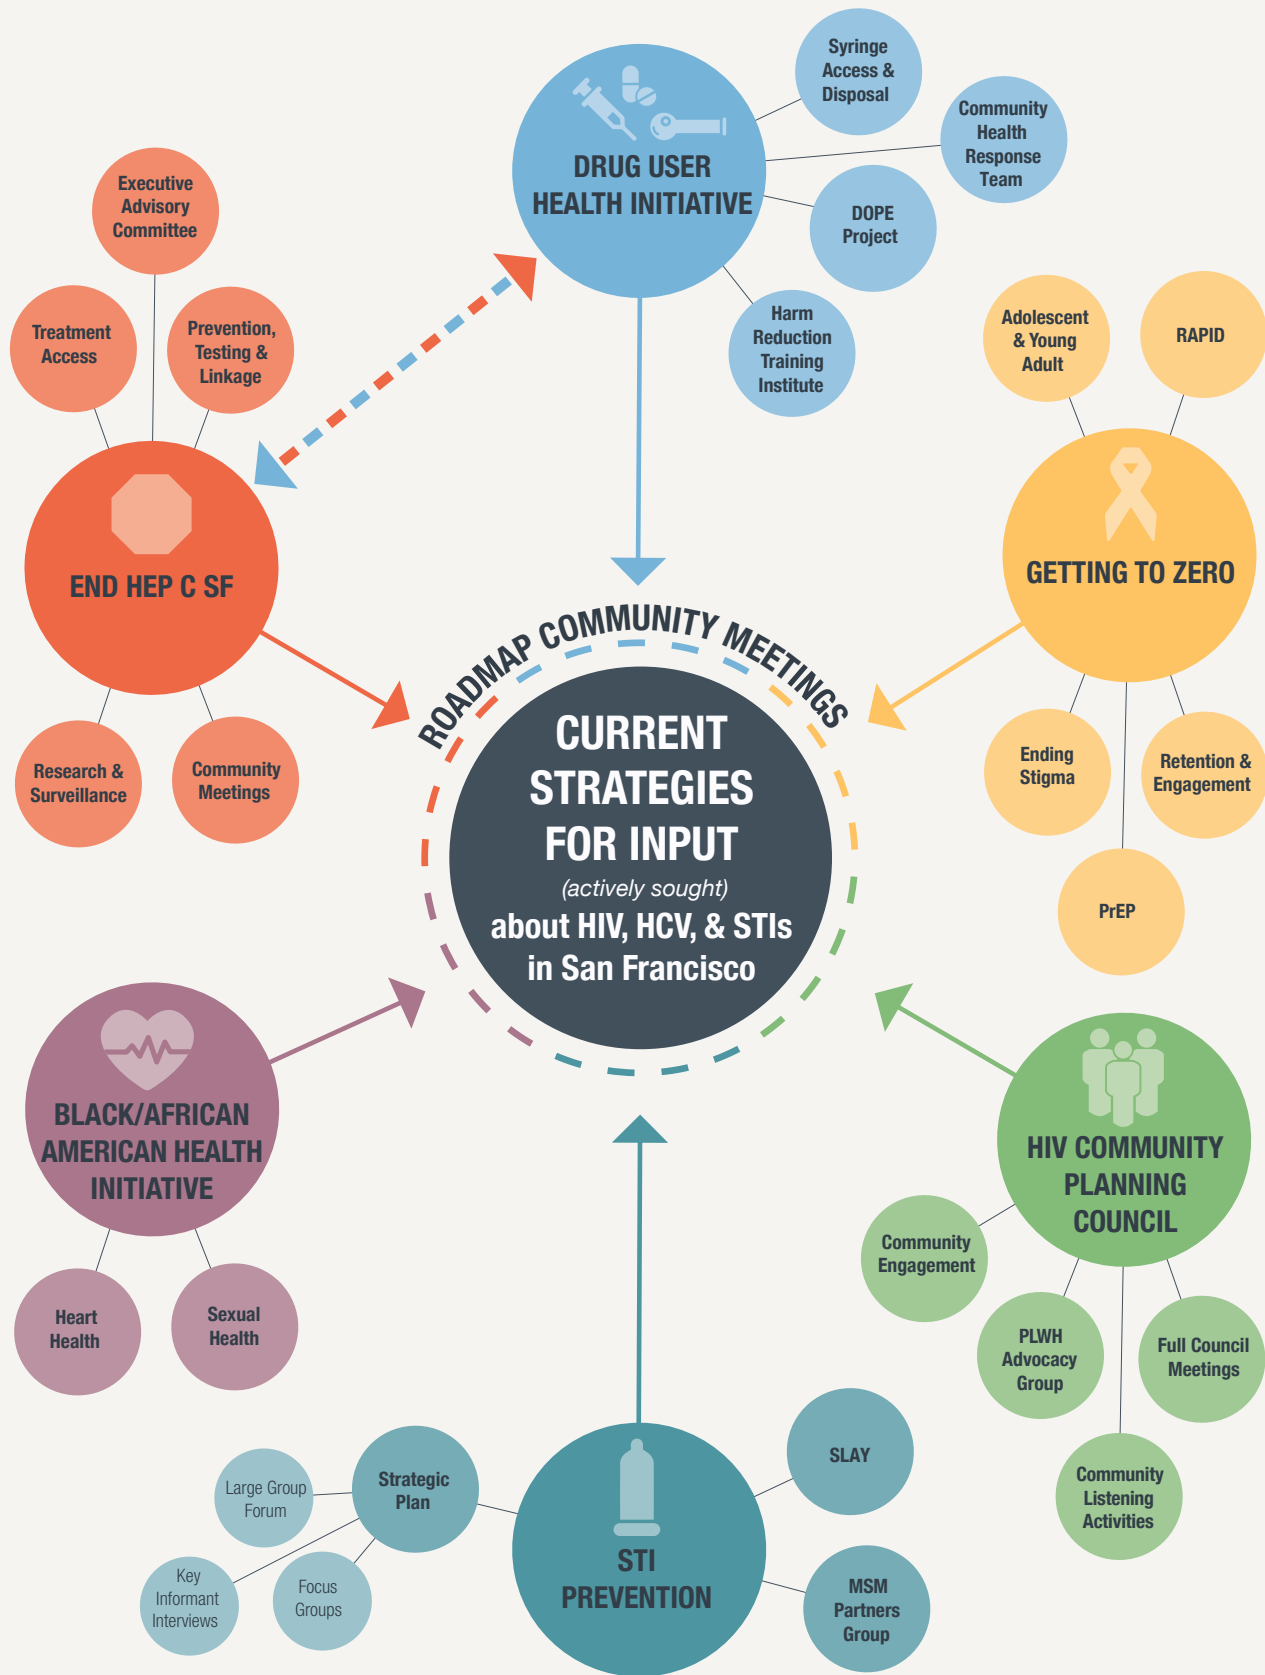 Syringe
Access &
Disposal
Community
Health
Response
Team
DRUG USER
HEALTH INITIATIVE
DOPE
Project
Harm
Reduction
Training
Institute
Executive
Advisory
Committee
Treatment
Access
Prevention,
Testing &
Linkage
END HEP C SF
Research &
Surveillance
Community
Meetings
Adolescent
& Young
Adult
RAPID
GETTING TO ZERO
Ending
Stigma
Retention &
Engagement
PrEP
ROADMAP COMMUNITY MEETINGS
CURRENT
STRATEGIES
FOR INPUT
(actively sought)
about HIV, HCV, & STIs
in San Francisco
BLACK/AFRICAN
AMERICAN HEALTH
INITIATIVE
Heart
Health
Sexual
Health
HIV COMMUNITY
PLANNING
COUNCIL
Community
Engagement
PLWH
Advocacy
Group
Full Council
Meetings
Community
Listening
Activities
STI
PREVENTION
SLAY
MSM
Partners
Group
Strategic
Plan
Large Group
Forum
Key
Informant
Interviews
Focus
Groups